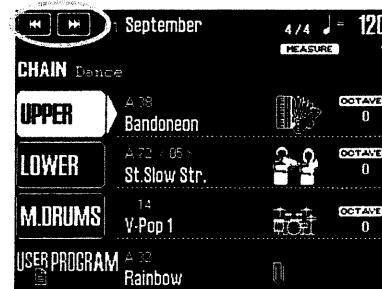 September 4/4 ♩= 120
MEASURE
CHAIN Dance
UPPER A 38 Bandoneon OCTAVE 0
LOWER A 72 < 05 > St.Slow Str. OCTAVE 0
M.DRUMS 14 V-Pop 1 OCTAVE 0
USER PROGRAM A 32 Rainbow